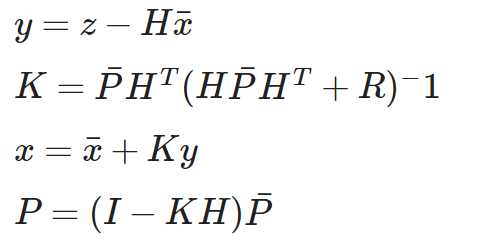 y = z − Hx̄
K = P̄Hᵀ(HP̄Hᵀ + R)⁻1
x = x̄ + Ky
P = (I − KH)P̄